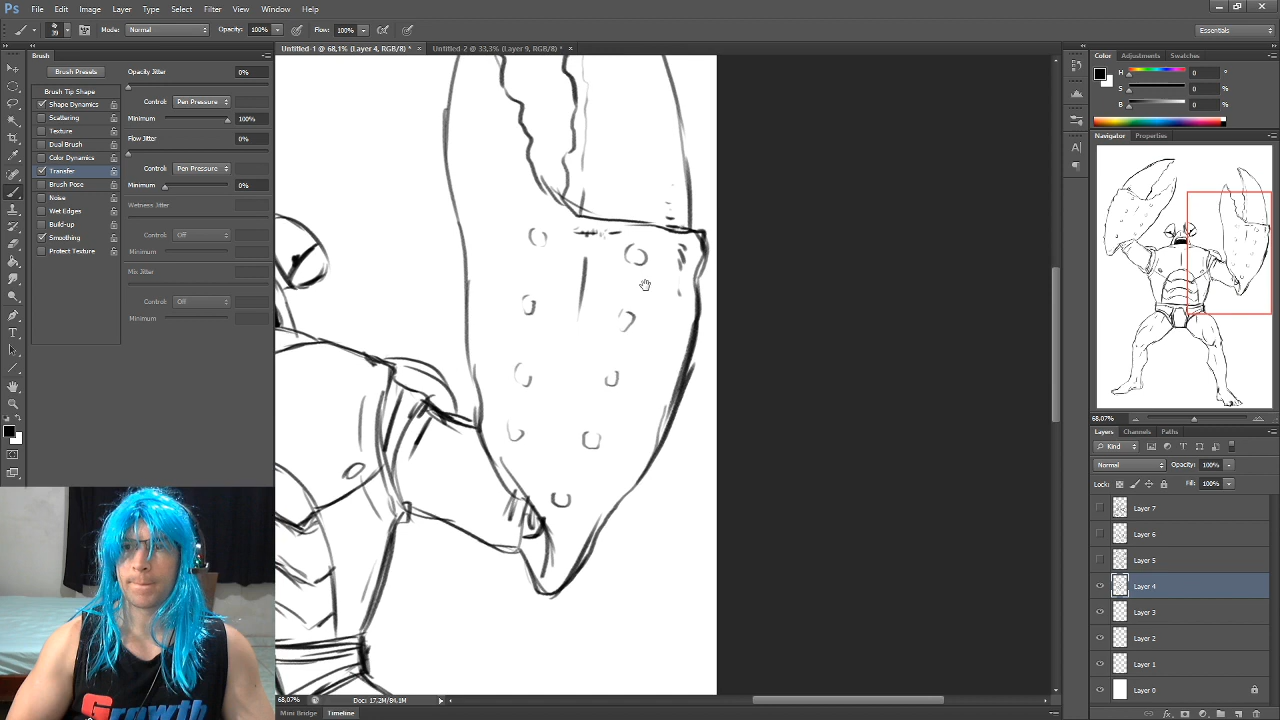 Ps File Edit Image Layer Type Select Filter 3D View Window Help
39 Mode: Normal Opacity: 100% Flow: 100% Essentials
Untitled-1 @ 68,1% (Layer 4, RGB/8) * × Untitled-2 @ 33,3% (Layer 9, RGB/8) * ×
Brush
Brush Presets Opacity Jitter 0%
Brush Tip Shape
Shape Dynamics Control: Pen Pressure
Scattering Minimum 100%
Texture
Flow Jitter 0%
Dual Brush
Color Dynamics
Transfer Control: Pen Pressure
Brush Pose Minimum 0%
Noise
Wetness Jitter
Wet Edges
Build-up
Smoothing Control: Off
Protect Texture Minimum
Mix Jitter
Control: Off
Minimum
Growth
68,07% Doc: 17,2M/84,1M
Mini Bridge Timeline
Color Adjustments Swatches
H 0 °
S 0 %
B 0 %
Navigator Properties
68,07%
Layers Channels Paths
Kind
Normal Opacity: 100%
Lock: Fill: 100%
Layer 7
Layer 6
Layer 5
Layer 4
Layer 3
Layer 2
Layer 1
Layer 0